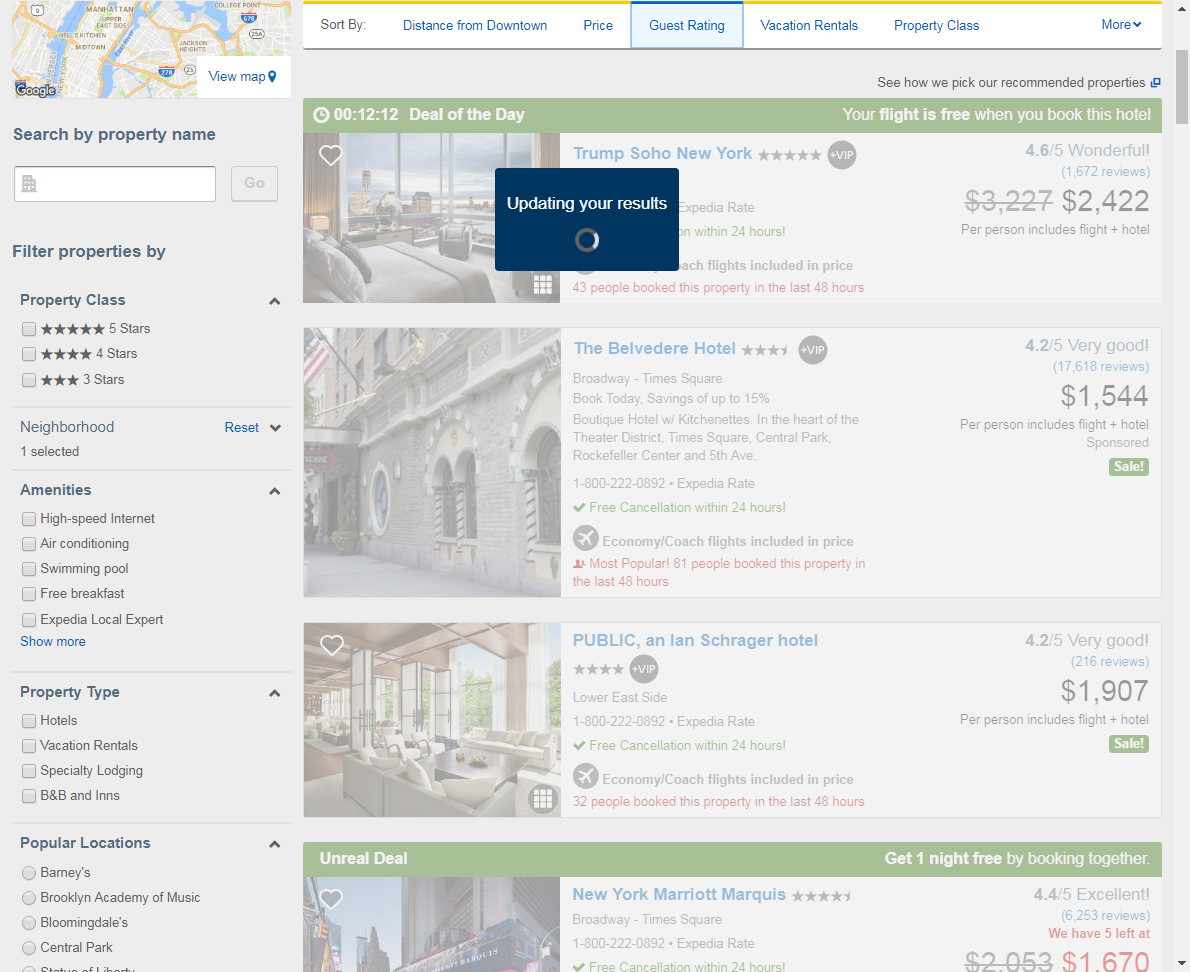 9
MANHATTAN
COLLEGE POINT
678
UPPER
EAST SIDE
25A
HELL'S KITCHEN
MIDTOWN
JACKSON
HEIGHTS
East River
278
25
View map
Google
Search by property name
Go
Filter properties by
Property Class
5 Stars
4 Stars
3 Stars
Neighborhood Reset
1 selected
Amenities
High-speed Internet
Air conditioning
Swimming pool
Free breakfast
Expedia Local Expert
Show more
Property Type
Hotels
Vacation Rentals
Specialty Lodging
B&B and Inns
Popular Locations
Barney's
Brooklyn Academy of Music
Bloomingdale's
Central Park
Statue of Liberty
Sort By: Distance from Downtown Price Guest Rating Vacation Rentals Property Class More
See how we pick our recommended properties
00:12:12 Deal of the Day Your flight is free when you book this hotel
Trump Soho New York +VIP 4.6/5 Wonderful!
(1,672 reviews)
Updating your results
$3,227 $2,422
Expedia Rate
Per person includes flight + hotel
on within 24 hours!
Economy/Coach flights included in price
43 people booked this property in the last 48 hours
The Belvedere Hotel +VIP 4.2/5 Very good!
(17,618 reviews)
Broadway - Times Square
$1,544
Book Today, Savings of up to 15%
Boutique Hotel w/ Kitchenettes. In the heart of the
Per person includes flight + hotel
Theater District, Times Square, Central Park,
Sponsored
Rockefeller Center and 5th Ave.
Sale!
1-800-222-0892 • Expedia Rate
Free Cancellation within 24 hours!
Economy/Coach flights included in price
Most Popular! 81 people booked this property in
the last 48 hours
PUBLIC, an Ian Schrager hotel 4.2/5 Very good!
+VIP (216 reviews)
Lower East Side
$1,907
1-800-222-0892 • Expedia Rate
Per person includes flight + hotel
Free Cancellation within 24 hours!
Sale!
Economy/Coach flights included in price
32 people booked this property in the last 48 hours
Unreal Deal Get 1 night free by booking together.
New York Marriott Marquis 4.4/5 Excellent!
Broadway - Times Square (6,253 reviews)
We have 5 left at
1-800-222-0892 • Expedia Rate
$2,053 $1,670
Free Cancellation within 24 hours!
MARQUIS